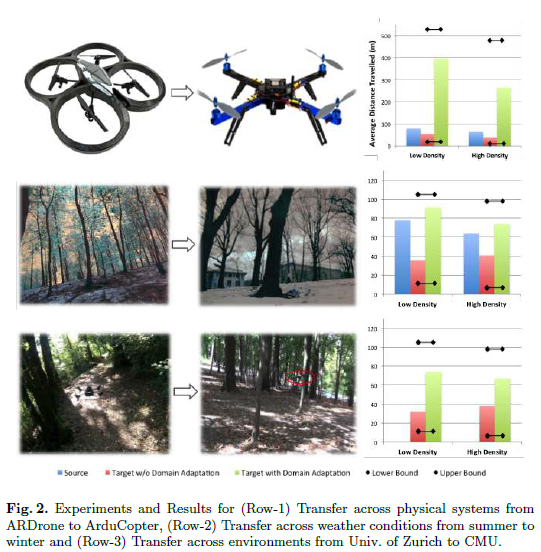 500
400
300
200
100
0
Average Distance Travelled (m)
Low Density
High Density
120
100
80
60
40
20
0
Low Density
High Density
120
100
80
60
40
20
0
Low Density
High Density
Source
Target w/o Domain Adaptation
Target with Domain Adaptation
Lower Bound
Upper Bound
Fig. 2. Experiments and Results for (Row-1) Transfer across physical systems from
ARDrone to ArduCopter, (Row-2) Transfer across weather conditions from summer to
winter and (Row-3) Transfer across environments from Univ. of Zurich to CMU.